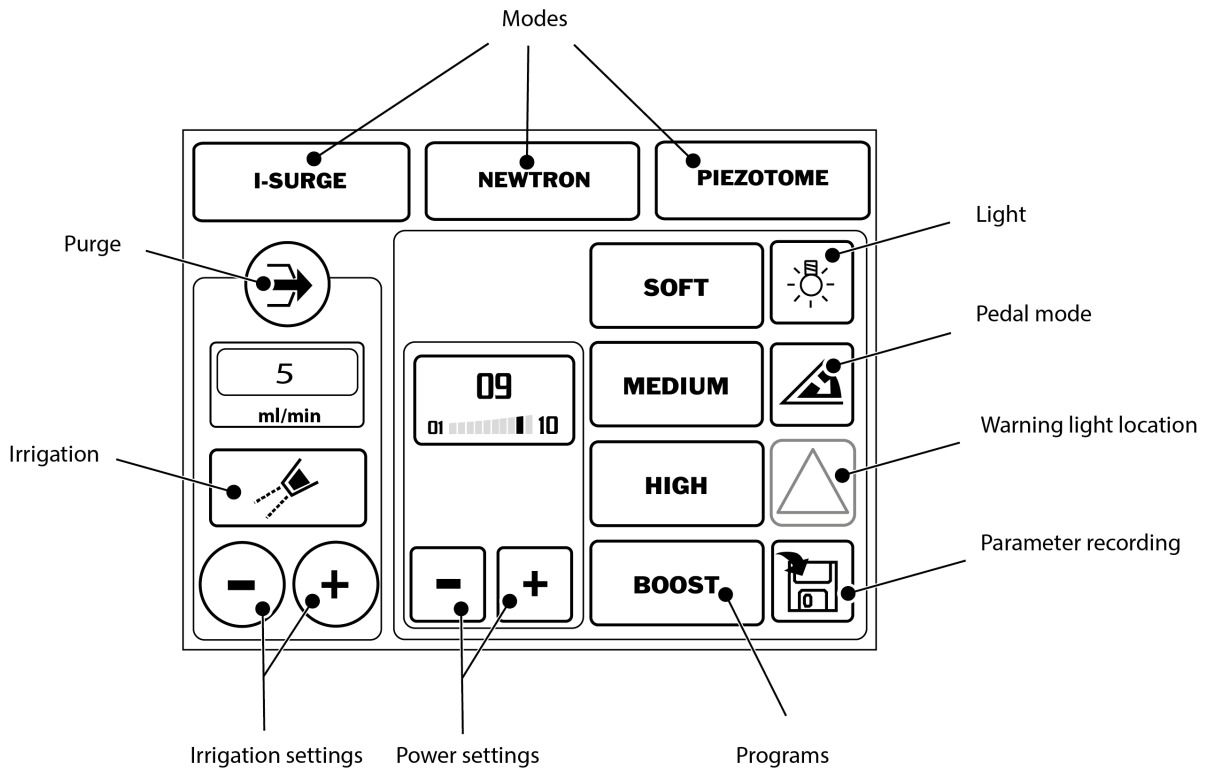 Modes
I-SURGE
NEWTRON
PIEZOTOME
Light
Purge
SOFT
Pedal mode
5
ml/min
09
01 10
MEDIUM
Warning light location
Irrigation
HIGH
Parameter recording
- +
- +
BOOST
Irrigation settings
Power settings
Programs